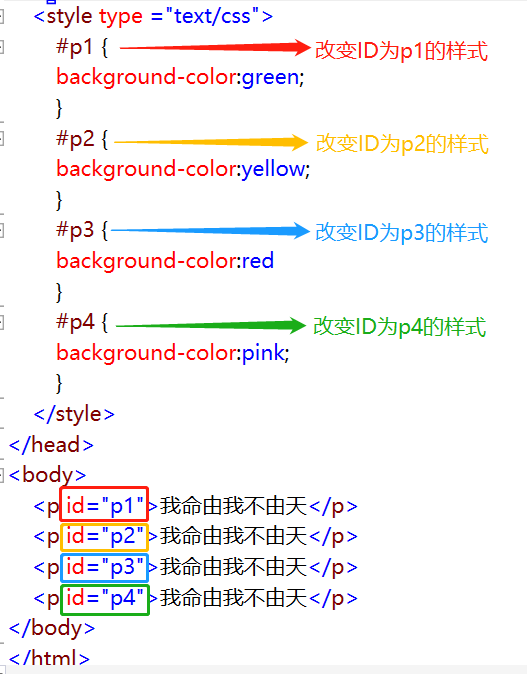 <style type ="text/css">
#p1 { 改变ID为p1的样式
background-color:green;
}
#p2 { 改变ID为p2的样式
background-color:yellow;
}
#p3 { 改变ID为p3的样式
background-color:red
}
#p4 { 改变ID为p4的样式
background-color:pink;
}
</style>
</head>
<body>
<p id="p1">我命由我不由天</p>
<p id="p2">我命由我不由天</p>
<p id="p3">我命由我不由天</p>
<p id="p4">我命由我不由天</p>
</body>
</html>